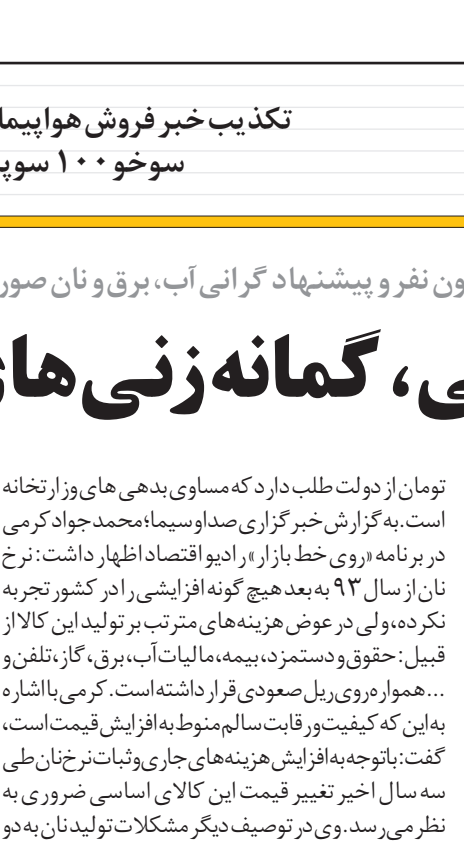 تکذیب خبر فروش هواپیما
سوخو ۱۰۰
نفر و پیشنهاد گرانی آب، برق و نان
، گمانه‌زنی‌های
تومان از دولت طلب دارد که مساوی بدهی های وزارتخانه
است. به گزارش خبرگزاری صداوسیما؛ محمدجواد کرمی
در برنامه «روی خط بازار» رادیو اقتصاد اظهار داشت: نرخ
نان از سال ۹۳ به بعد هیچ گونه افزایشی را در کشور تجربه
نکرده، ولی در عوض هزینه‌های مترتب بر تولید این کالا از
قبیل: حقوق و دستمزد، بیمه، مالیات آب، برق، گاز، تلفن و
... همواره روی ریل صعودی قرار داشته است. کرمی با اشاره
به این که کیفیت و رقابت سالم منوط به افزایش قیمت است،
گفت: با توجه به افزایش هزینه‌های جاری و ثبات نرخ نان طی
سه سال اخیر تغییر قیمت این کالای اساسی ضروری به
نظر می‌رسد. وی در توصیف دیگر مشکلات تولید نان به دو